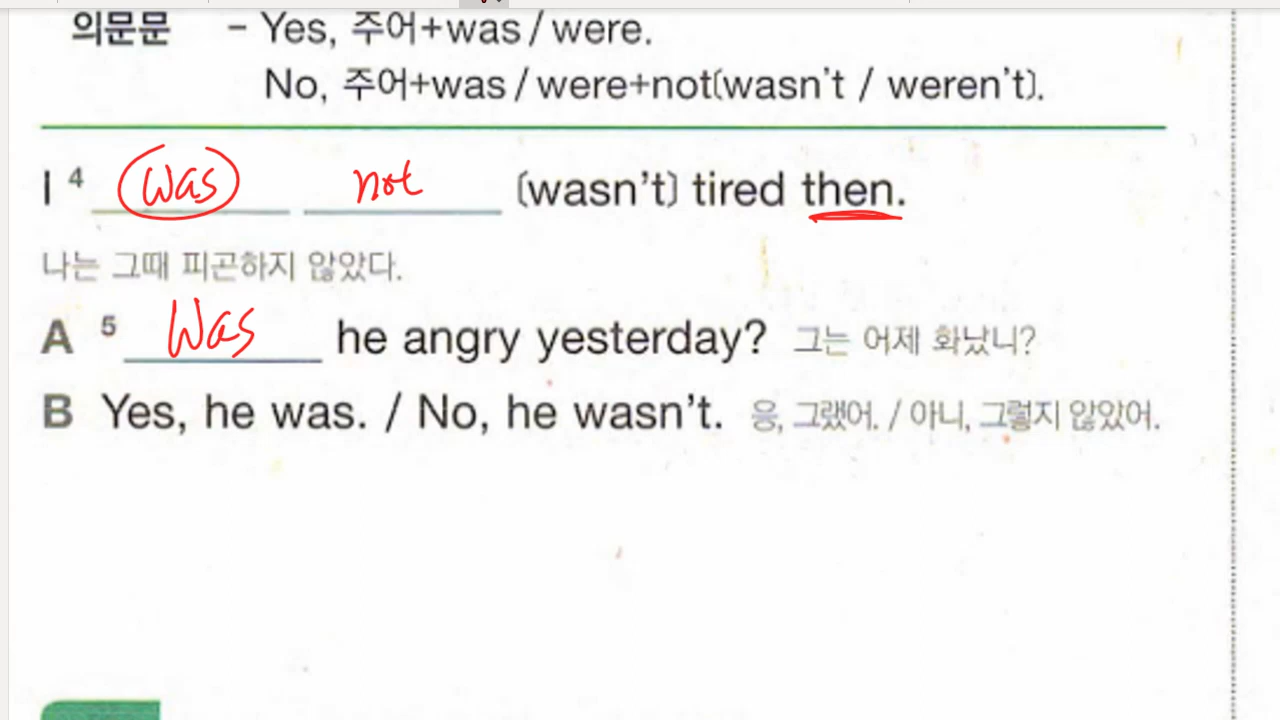 의문문 – Yes, 주어+was / were.
No, 주어+was / were+not(wasn't / weren't).
I 4 was not (wasn't) tired then.
나는 그때 피곤하지 않았다.
A 5 Was he angry yesterday? 그는 어제 화났니?
B Yes, he was. / No, he wasn't. 응, 그랬어. / 아니, 그렇지 않았어.